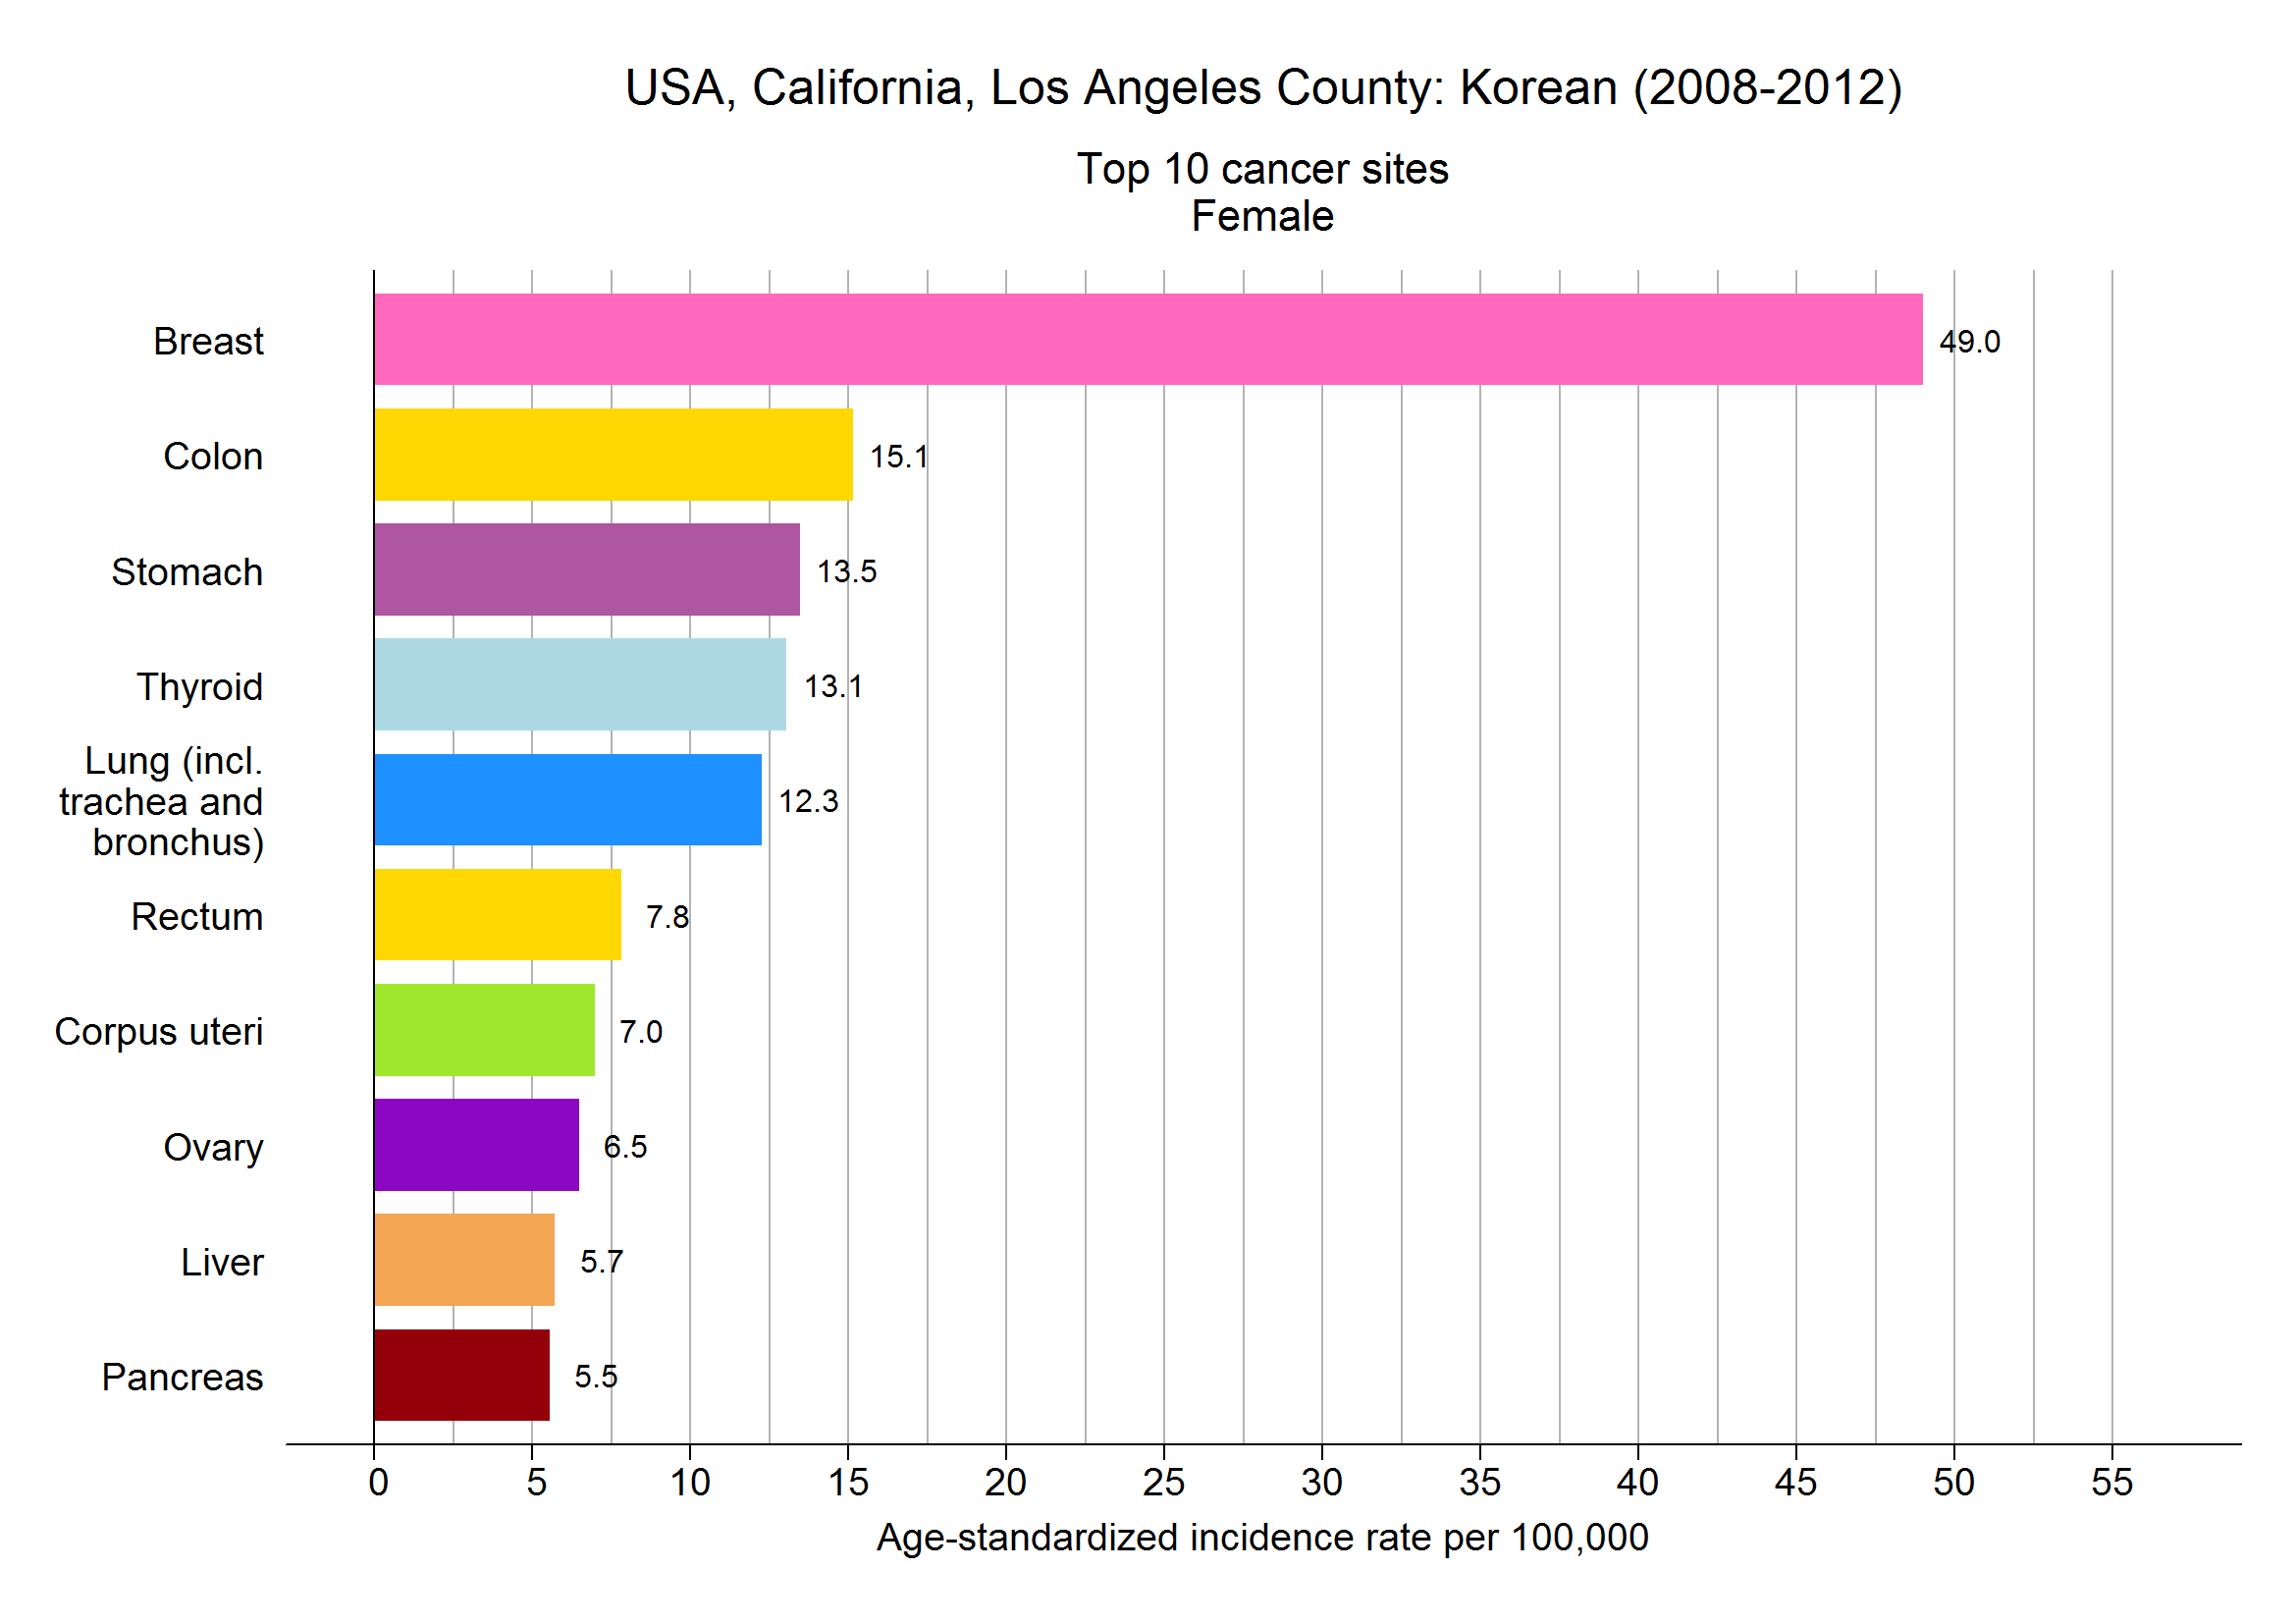 USA, California, Los Angeles County: Korean (2008-2012)
Top 10 cancer sites
Female
Breast
49.0
Colon
15.1
Stomach
13.5
Thyroid
13.1
Lung (incl.
trachea and
bronchus)
12.3
Rectum
7.8
Corpus uteri
7.0
Ovary
6.5
Liver
5.7
Pancreas
5.5
0 5 10 15 20 25 30 35 40 45 50 55
Age-standardized incidence rate per 100,000